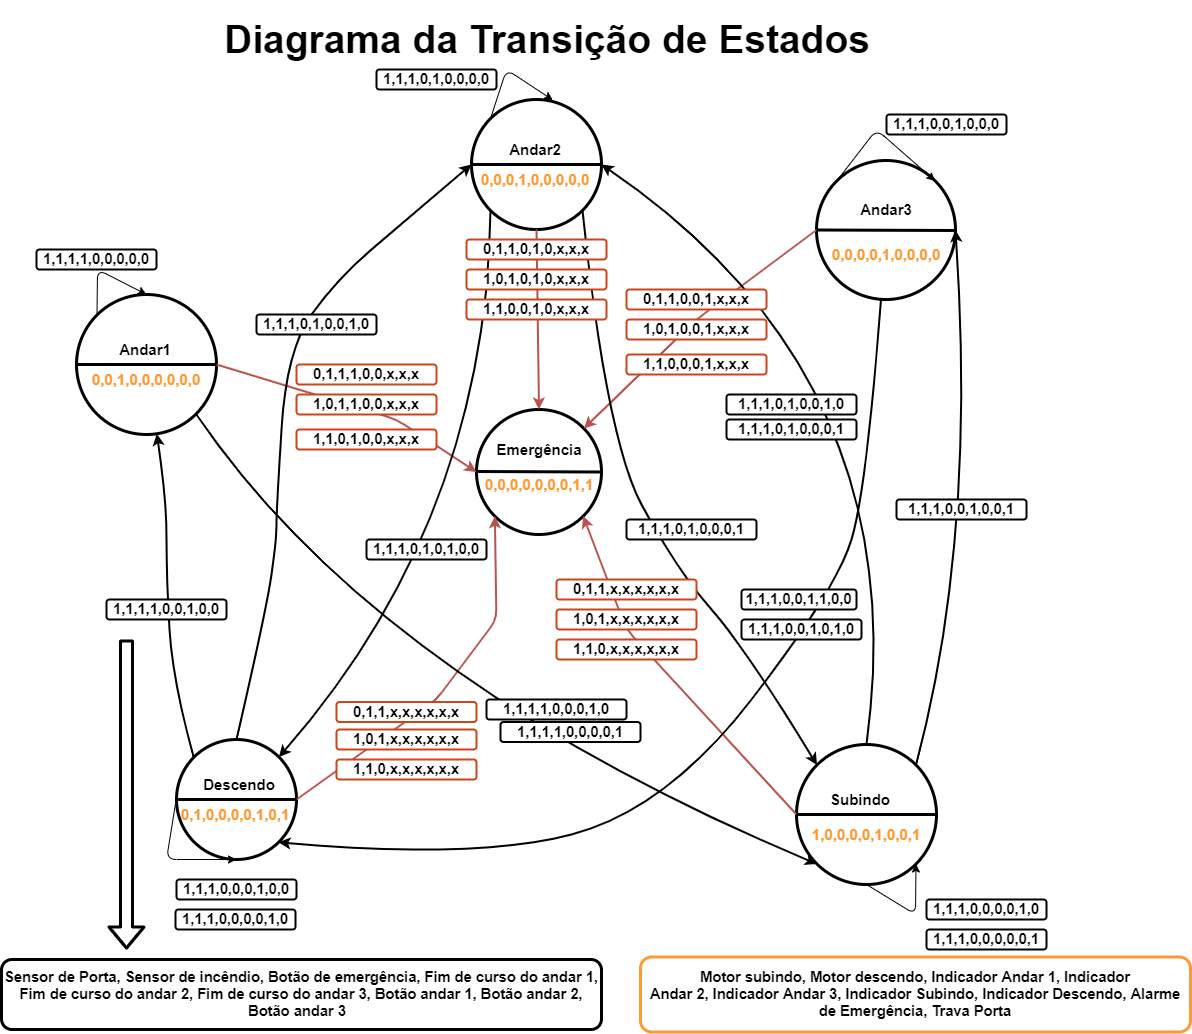 Diagrama da Transição de Estados
1,1,1,0,1,0,0,0,0
1,1,1,0,0,1,0,0,0
Andar2
0,0,0,1,0,0,0,0,0
Andar3
0,0,0,0,1,0,0,0,0
1,1,1,1,0,0,0,0,0
0,1,1,0,1,0,x,x,x
1,0,1,0,1,0,x,x,x
1,1,0,0,1,0,x,x,x
0,1,1,0,0,1,x,x,x
1,0,1,0,0,1,x,x,x
1,1,0,0,0,1,x,x,x
1,1,1,0,1,0,0,1,0
Andar1
0,0,1,0,0,0,0,0,0
0,1,1,1,0,0,x,x,x
1,0,1,1,0,0,x,x,x
1,1,0,1,0,0,x,x,x
1,1,1,0,1,0,0,1,0
1,1,1,0,1,0,0,0,1
Emergência
0,0,0,0,0,0,0,1,1
1,1,1,0,0,1,0,0,1
1,1,1,0,1,0,0,0,1
1,1,1,0,1,0,1,0,0
0,1,1,x,x,x,x,x,x
1,0,1,x,x,x,x,x,x
1,1,0,x,x,x,x,x,x
1,1,1,0,0,1,1,0,0
1,1,1,0,0,1,0,1,0
1,1,1,1,0,0,1,0,0
0,1,1,x,x,x,x,x,x
1,0,1,x,x,x,x,x,x
1,1,0,x,x,x,x,x,x
1,1,1,1,0,0,0,1,0
1,1,1,1,0,0,0,0,1
Descendo
0,1,0,0,0,0,1,0,1
Subindo
1,0,0,0,0,1,0,0,1
1,1,1,0,0,0,1,0,0
1,1,1,0,0,0,0,1,0
1,1,1,0,0,0,0,1,0
1,1,1,0,0,0,0,0,1
Sensor de Porta, Sensor de incêndio, Botão de emergência, Fim de curso do andar 1,
Fim de curso do andar 2, Fim de curso do andar 3, Botão andar 1, Botão andar 2,
Botão andar 3
Motor subindo, Motor descendo, Indicador Andar 1, Indicador
Andar 2, Indicador Andar 3, Indicador Subindo, Indicador Descendo, Alarme
de Emergência, Trava Porta